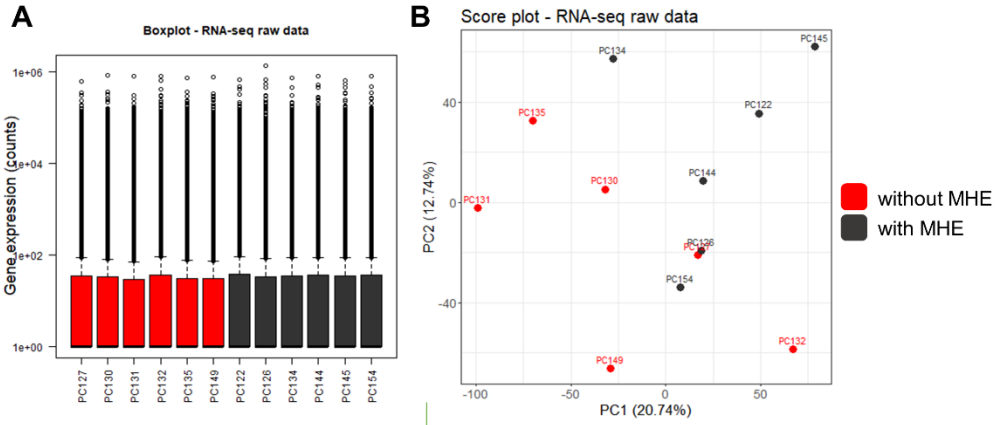 A
Boxplot - RNA-seq raw data
Gene expression (counts)
1e+06
1e+04
1e+02
1e+00
PC127
PC130
PC131
PC132
PC135
PC149
PC122
PC126
PC134
PC144
PC145
PC154
B
Score plot - RNA-seq raw data
PC2 (12.74%)
40
0
-40
PC134
PC145
PC135
PC122
PC144
PC130
PC131
PC126
PC154
PC132
PC149
-100
-50
0
50
PC1 (20.74%)
without MHE
with MHE